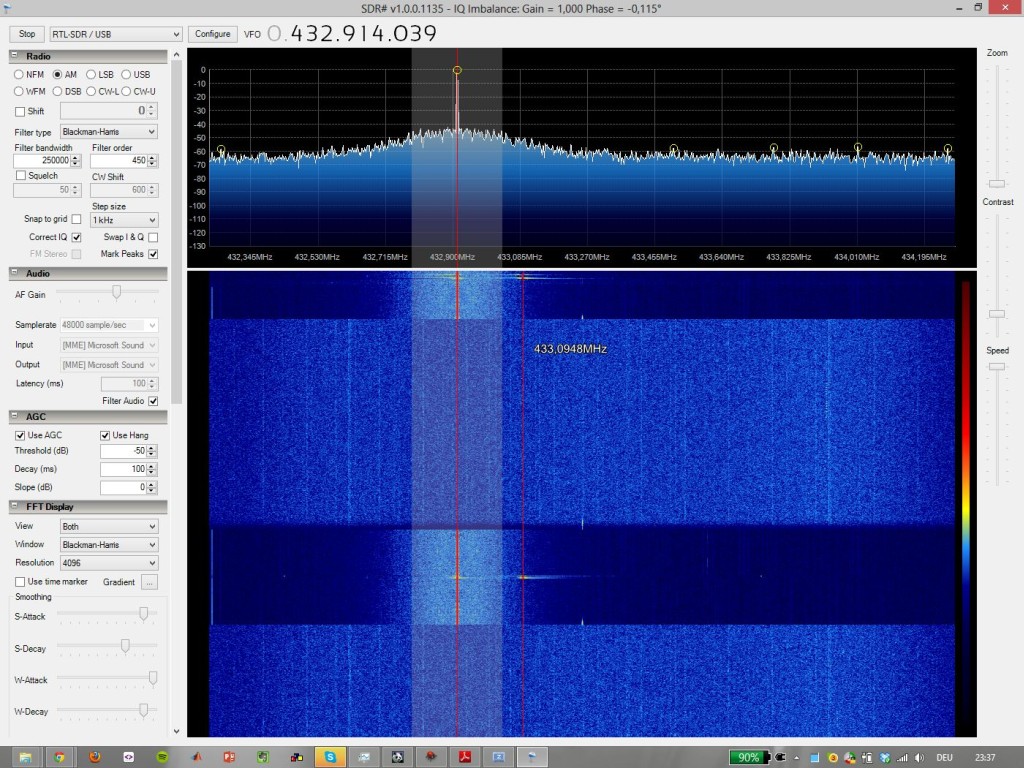 SDR# v1.0.0.1135 - IQ Imbalance: Gain = 1,000 Phase = -0,115°
Stop
RTL-SDR / USB
Configure
VFO
0.432.914.039
Radio
NFM AM LSB USB
WFM DSB CW-L CW-U
Shift 0
Filter type Blackman-Harris
Filter bandwidth Filter order
250000 450
Squelch CW Shift
50 600
Step size
Snap to grid 1 kHz
Correct IQ Swap I & Q
FM Stereo Mark Peaks
Audio
AF Gain
Samplerate 48000 sample/sec
Input [MME] Microsoft Sound
Output [MME] Microsoft Sound
Latency (ms) 100
Filter Audio
AGC
Use AGC Use Hang
Threshold (dB) -50
Decay (ms) 100
Slope (dB) 0
FFT Display
View Both
Window Blackman-Harris
Resolution 4096
Use time marker Gradient ...
Smoothing
S-Attack
S-Decay
W-Attack
W-Decay
0
-10
-20
-30
-40
-50
-60
-70
-80
-90
-100
-110
-120
-130
432,345MHz 432,530MHz 432,715MHz 432,900MHz 433,085MHz 433,270MHz 433,455MHz 433,640MHz 433,825MHz 434,010MHz 434,195MHz
433,0948MHz
Zoom
Contrast
Speed
90%
DEU
23:37